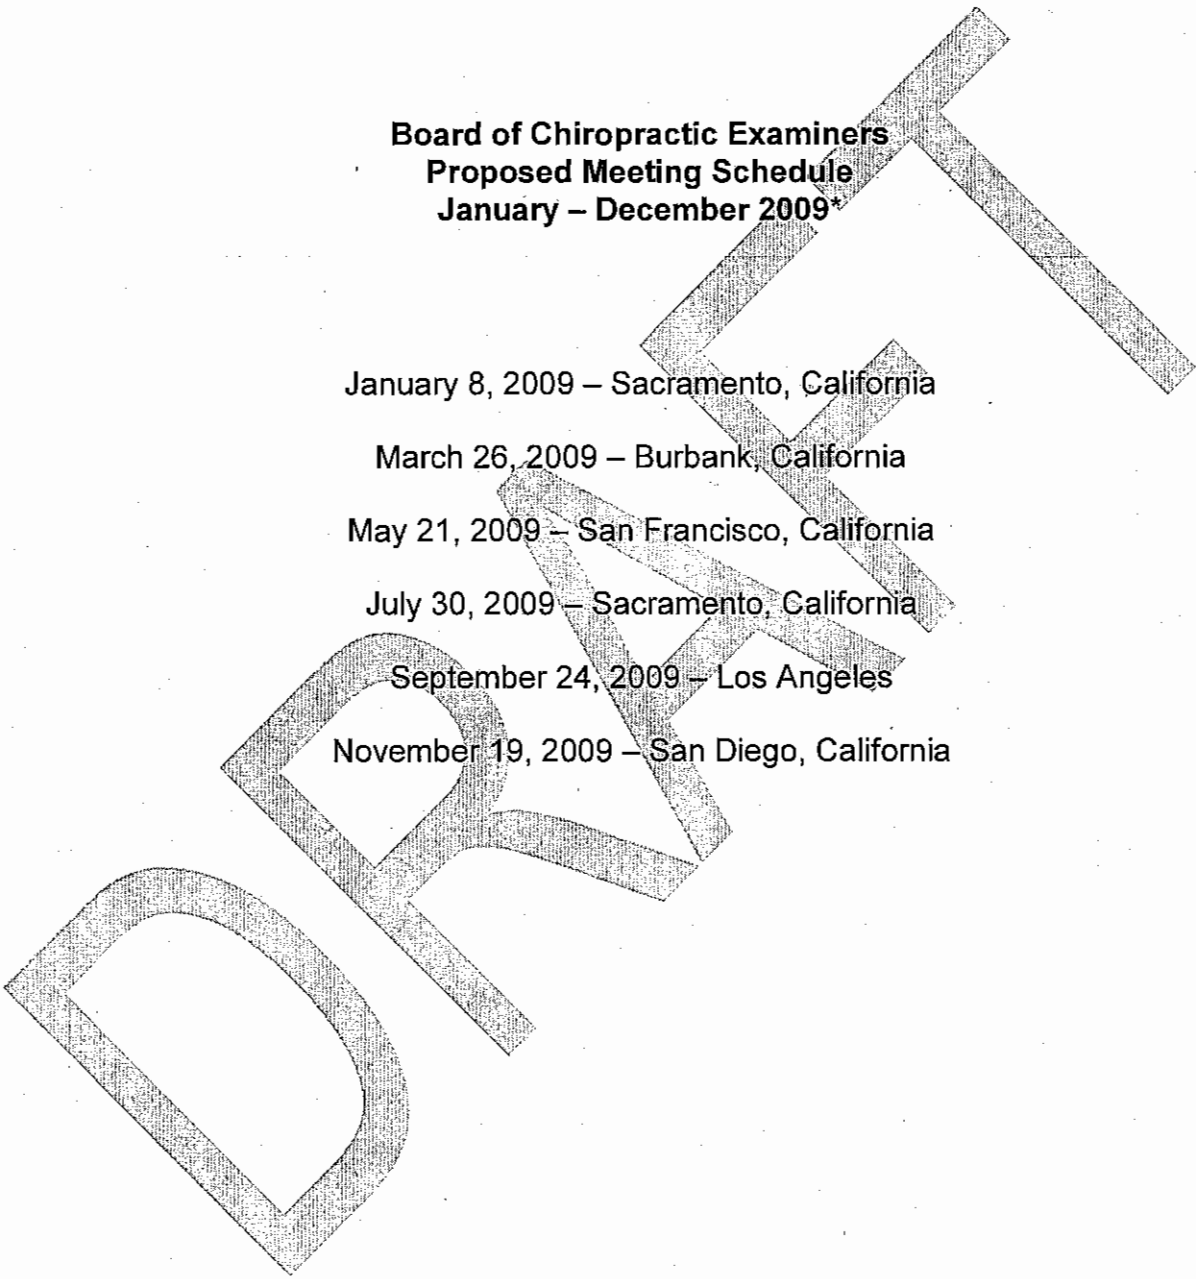 Board of Chiropractic Examiners
Proposed Meeting Schedule
January – December 2009*
January 8, 2009 – Sacramento, California
March 26, 2009 – Burbank, California
May 21, 2009 – San Francisco, California
July 30, 2009 – Sacramento, California
September 24, 2009 – Los Angeles
November 19, 2009 – San Diego, California
DRAFT